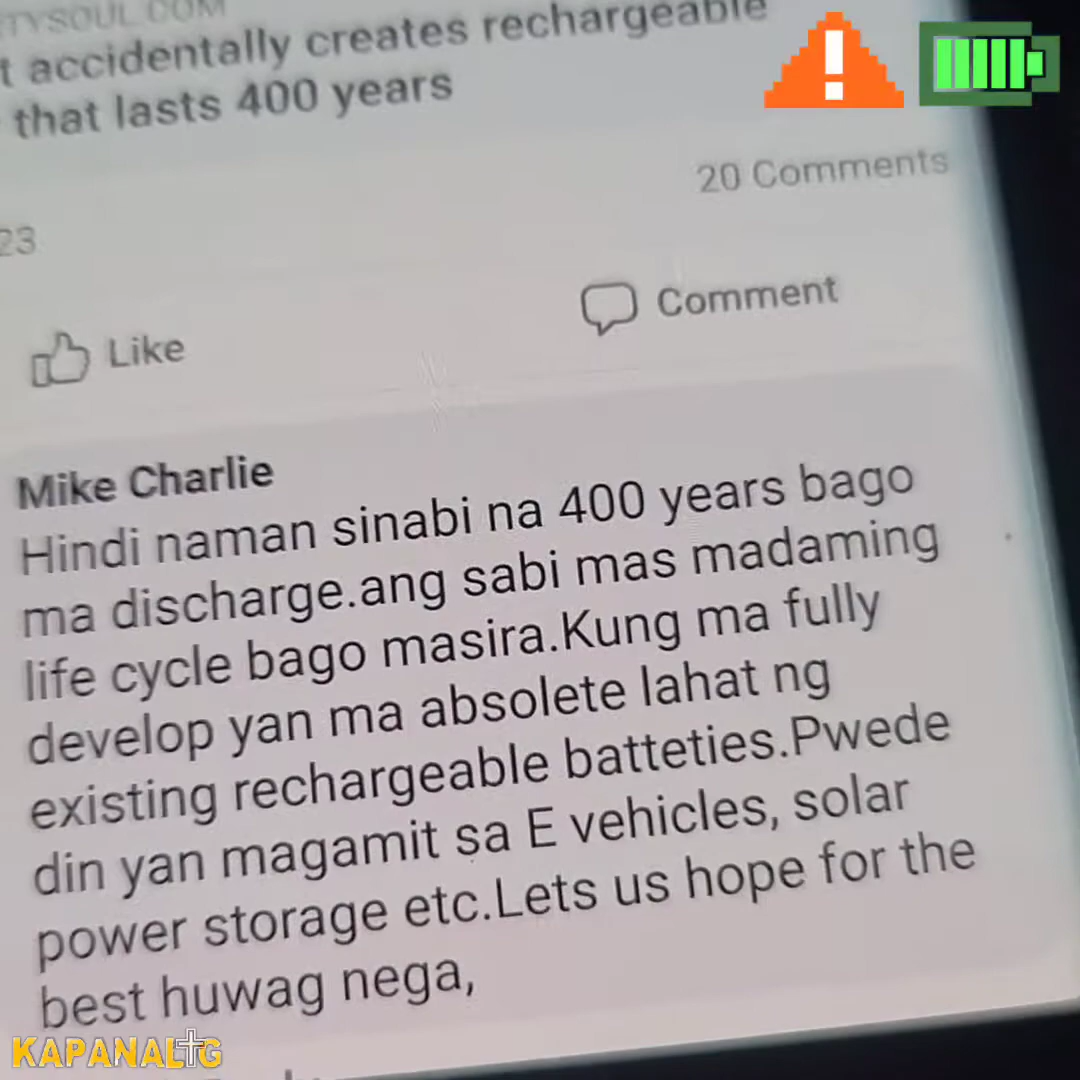 TYSOUL.COM
t accidentally creates rechargeable
that lasts 400 years
20 Comments
23
Like
Comment
Mike Charlie
Hindi naman sinabi na 400 years bago
ma discharge.ang sabi mas madaming
life cycle bago masira.Kung ma fully
develop yan ma absolete lahat ng
existing rechargeable batteties.Pwede
din yan magamit sa E vehicles, solar
power storage etc.Lets us hope for the
best huwag nega,
KAPANALIG